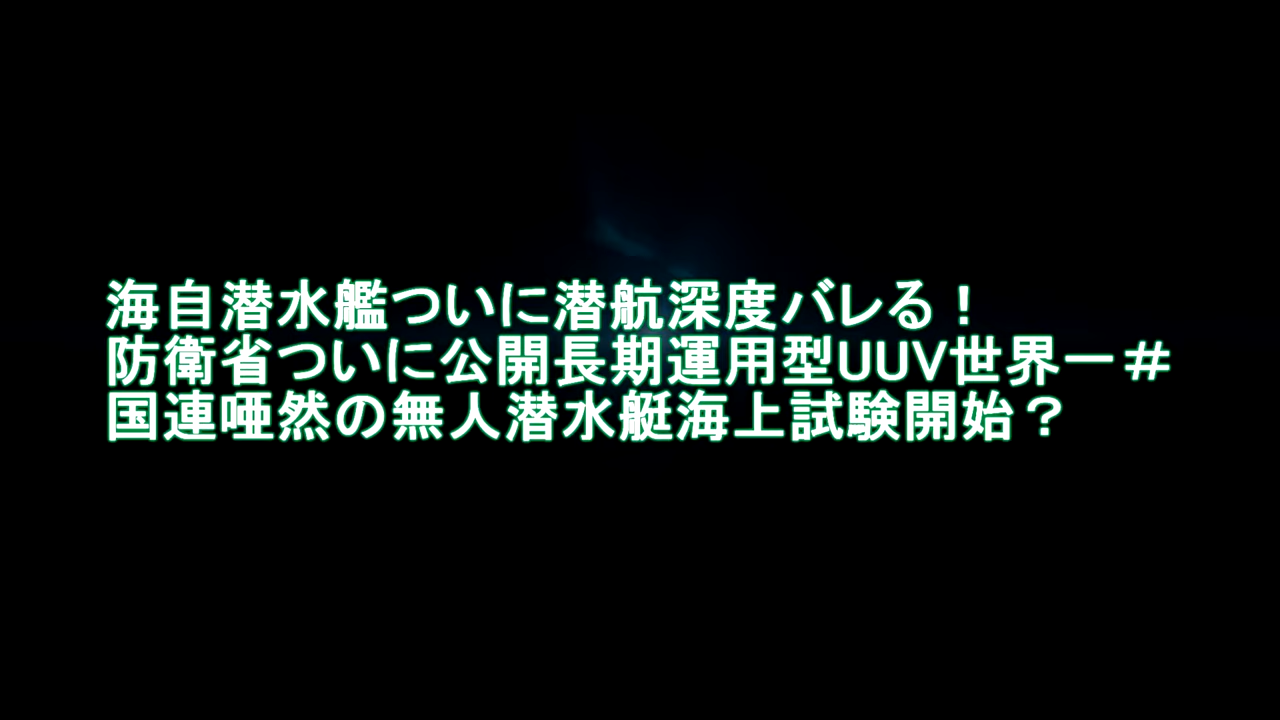 海自潜水艦ついに潜航深度バレる！
防衛省ついに公開長期運用型UUV世界一＃
国連唖然の無人潜水艇海上試験開始？